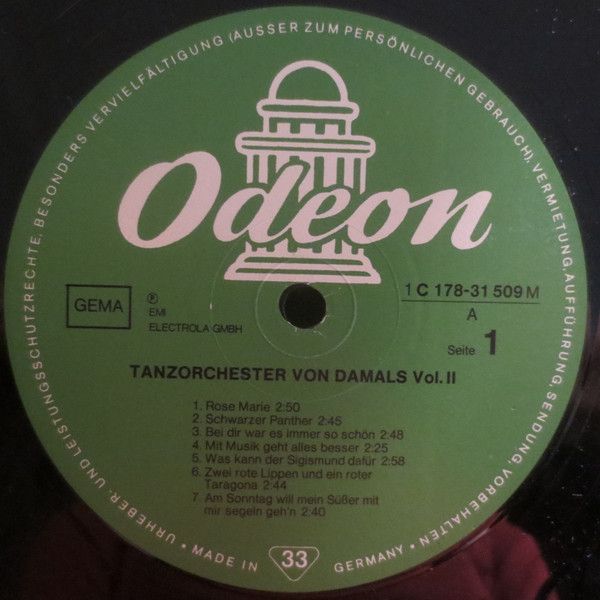 URHEBER- UND LEISTUNGSSCHUTZRECHTE, BESONDERS VERVIELFÄLTIGUNG (AUSSER ZUM PERSÖNLICHEN GEBRAUCH), VERMIETUNG, AUFFÜHRUNG, SENDUNG VORBEHALTEN •
Odeon
GEMA
℗
EMI
ELECTROLA GMBH
1 C 178-31 509 M
A
Seite 1
TANZORCHESTER VON DAMALS Vol. II
1. Rose Marie 2:50
2. Schwarzer Panther 2:45
3. Bei dir war es immer so schön 2:48
4. Mit Musik geht alles besser 2:25
5. Was kann der Sigismund dafür 2:58
6. Zwei rote Lippen und ein roter
Taragona 2:44
7. Am Sonntag will mein Süßer mit
mir segeln geh'n 2:40
• MADE IN 33 GERMANY •